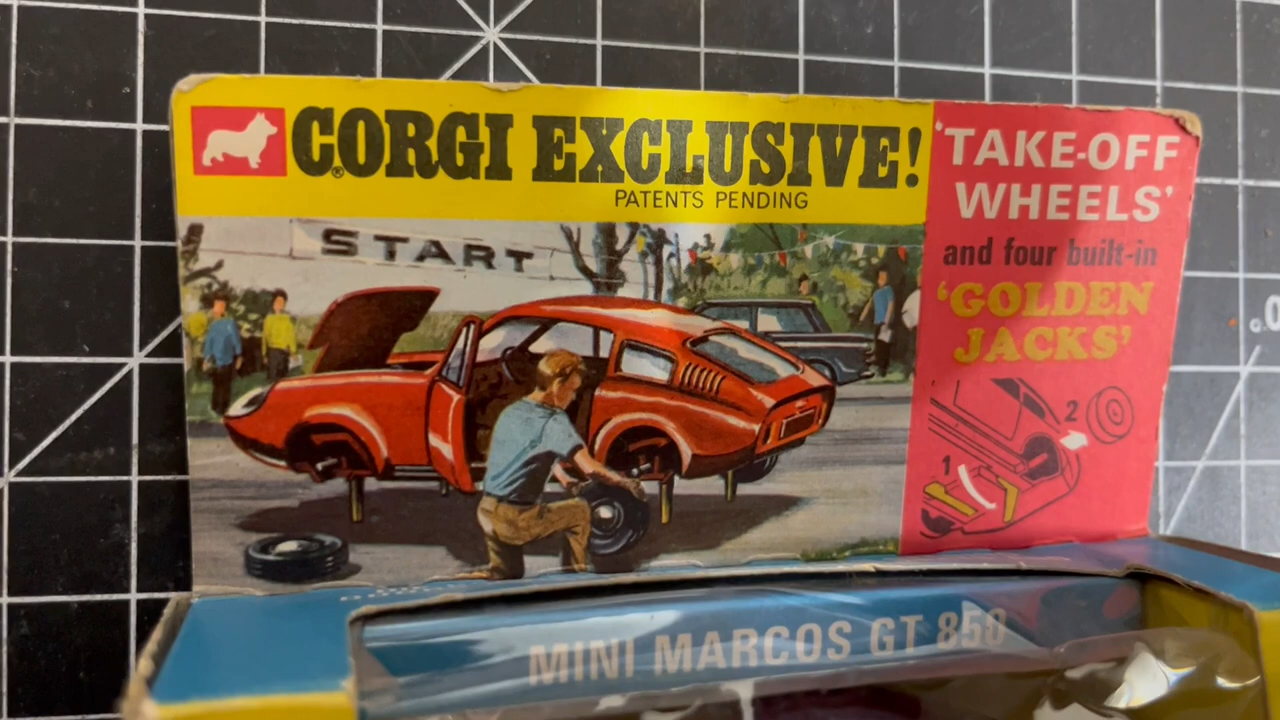 CORGI EXCLUSIVE!
®
PATENTS PENDING
'TAKE-OFF
WHEELS'
and four built-in
'GOLDEN
JACKS'
START
2
1
MINI MARCOS GT 850